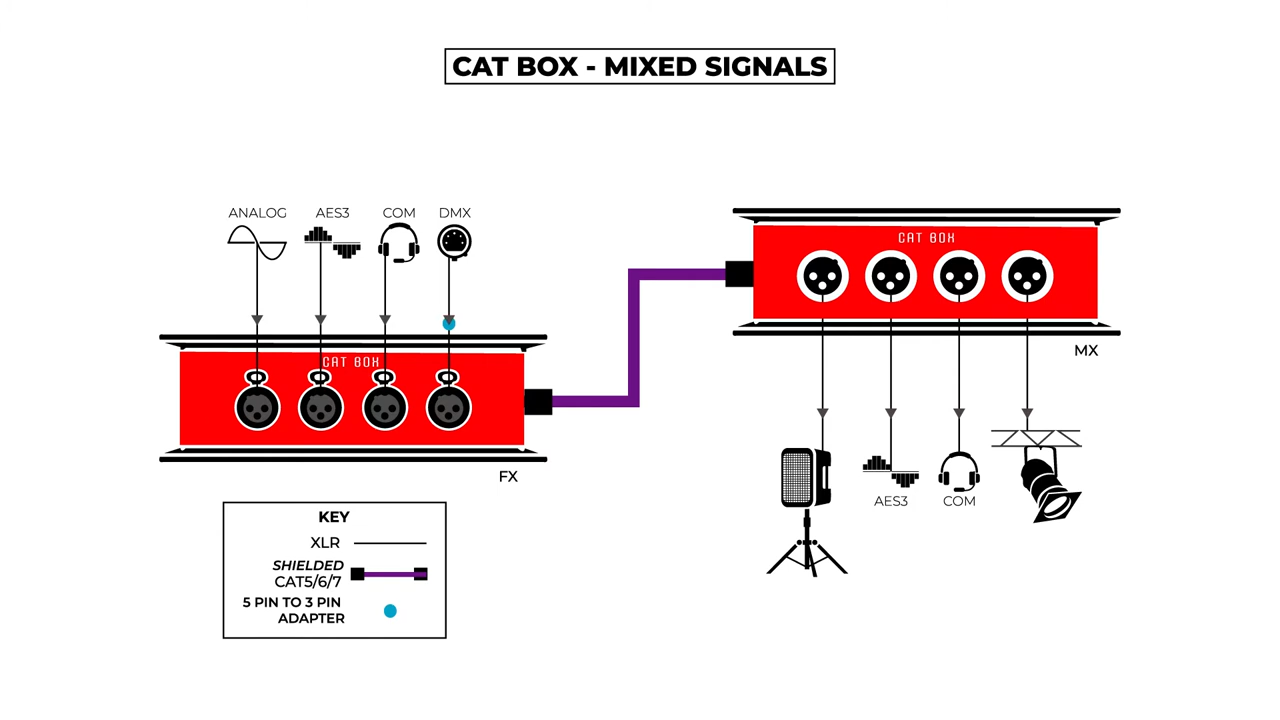 CAT BOX - MIXED SIGNALS
ANALOG AES3 COM DMX
CAT BOX
FX
CAT BOX
MX
AES3 COM
KEY
XLR
SHIELDED
CAT5/6/7
5 PIN TO 3 PIN
ADAPTER